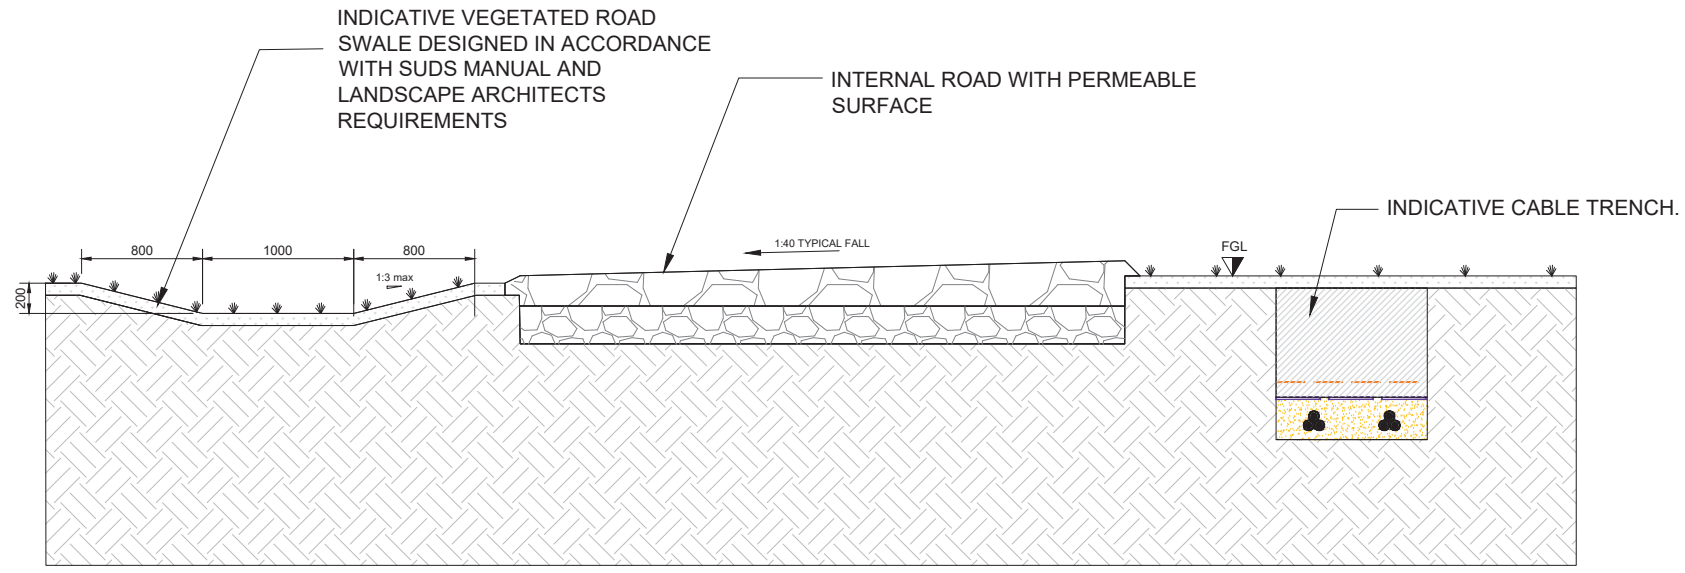 INDICATIVE VEGETATED ROAD
SWALE DESIGNED IN ACCORDANCE
WITH SUDS MANUAL AND
LANDSCAPE ARCHITECTS
REQUIREMENTS
INTERNAL ROAD WITH PERMEABLE
SURFACE
INDICATIVE CABLE TRENCH.
800
1000
800
1:40 TYPICAL FALL
FGL
1:3 max
200